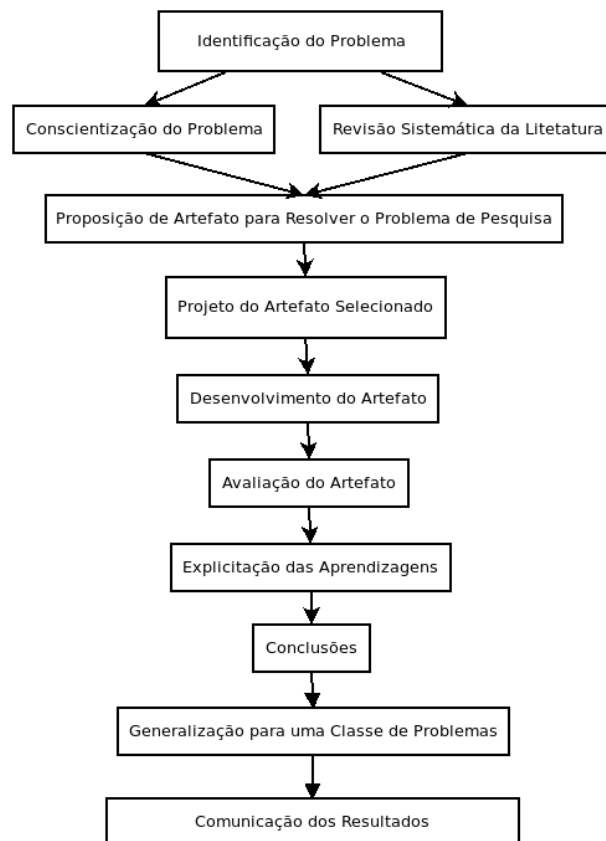 Identificação do Problema
Conscientização do Problema
Revisão Sistemática da Litetatura
Proposição de Artefato para Resolver o Problema de Pesquisa
Projeto do Artefato Selecionado
Desenvolvimento do Artefato
Avaliação do Artefato
Explicitação das Aprendizagens
Conclusões
Generalização para uma Classe de Problemas
Comunicação dos Resultados